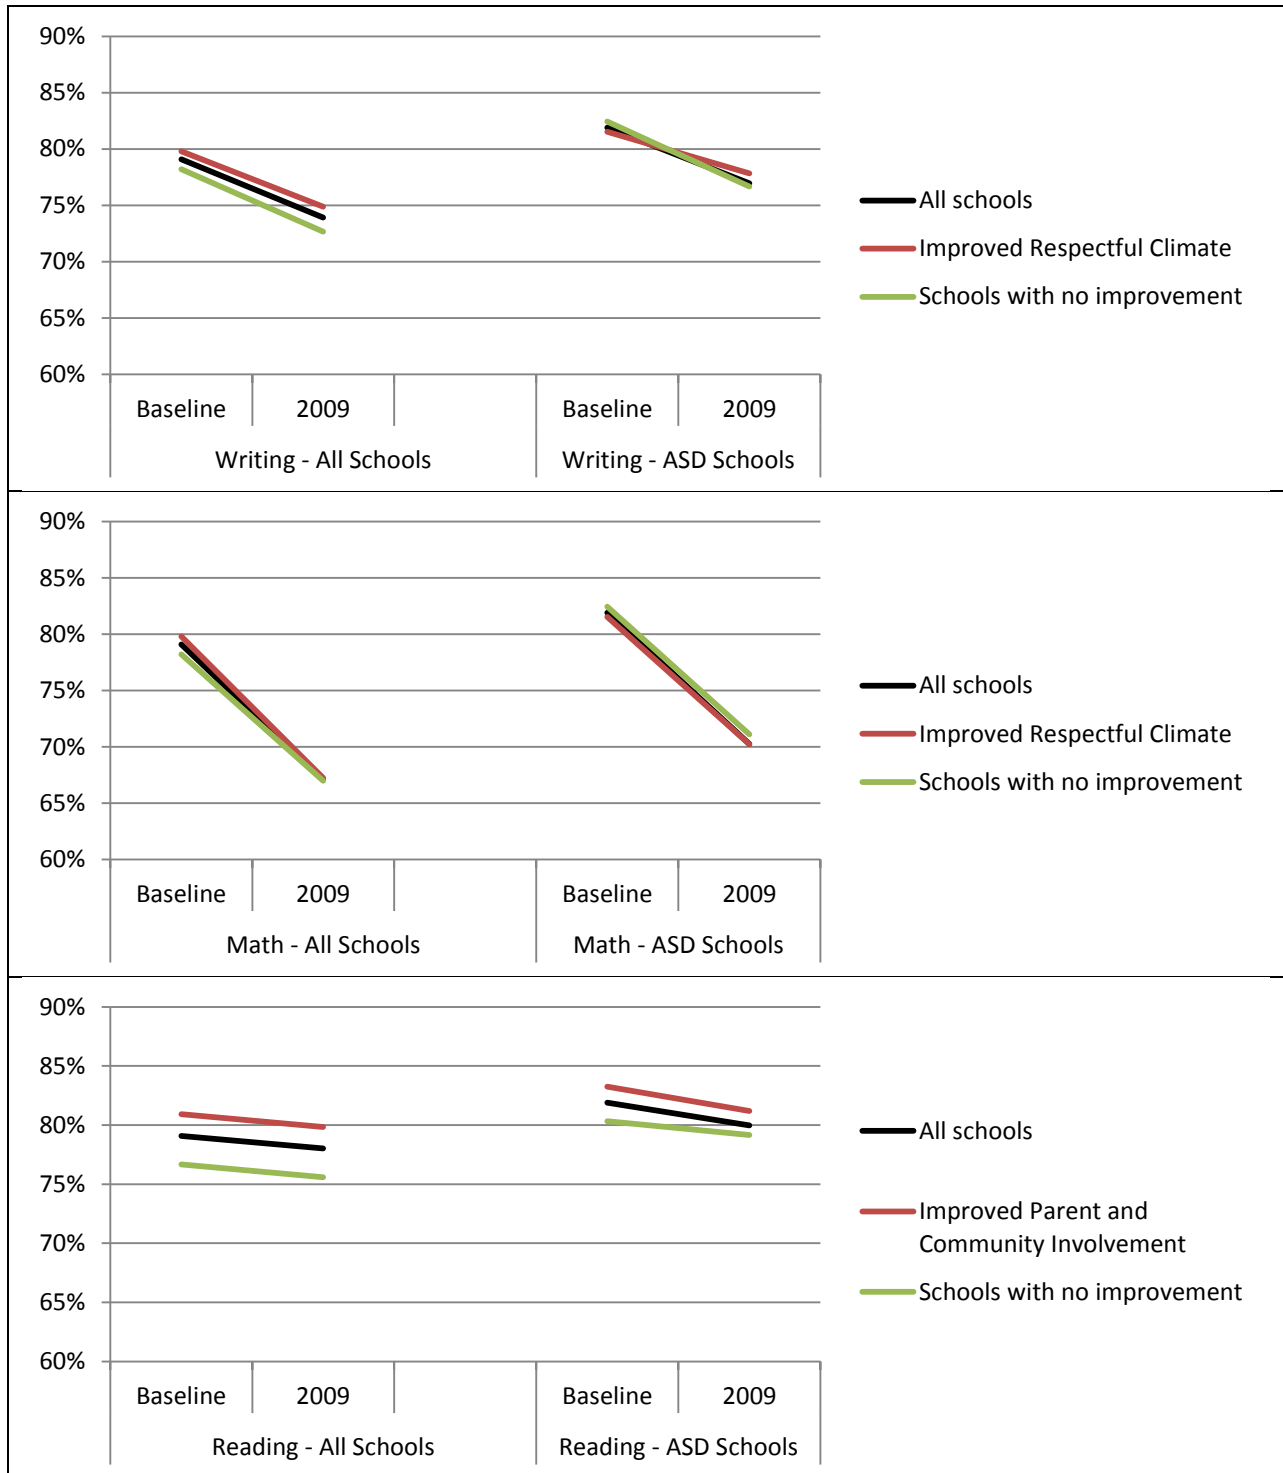 90%
85%
80%
75%
70%
65%
60%
Baseline 2009 Baseline 2009
Writing - All Schools Writing - ASD Schools
All schools
Improved Respectful Climate
Schools with no improvement
90%
85%
80%
75%
70%
65%
60%
Baseline 2009 Baseline 2009
Math - All Schools Math - ASD Schools
All schools
Improved Respectful Climate
Schools with no improvement
90%
85%
80%
75%
70%
65%
60%
Baseline 2009 Baseline 2009
Reading - All Schools Reading - ASD Schools
All schools
Improved Parent and
Community Involvement
Schools with no improvement